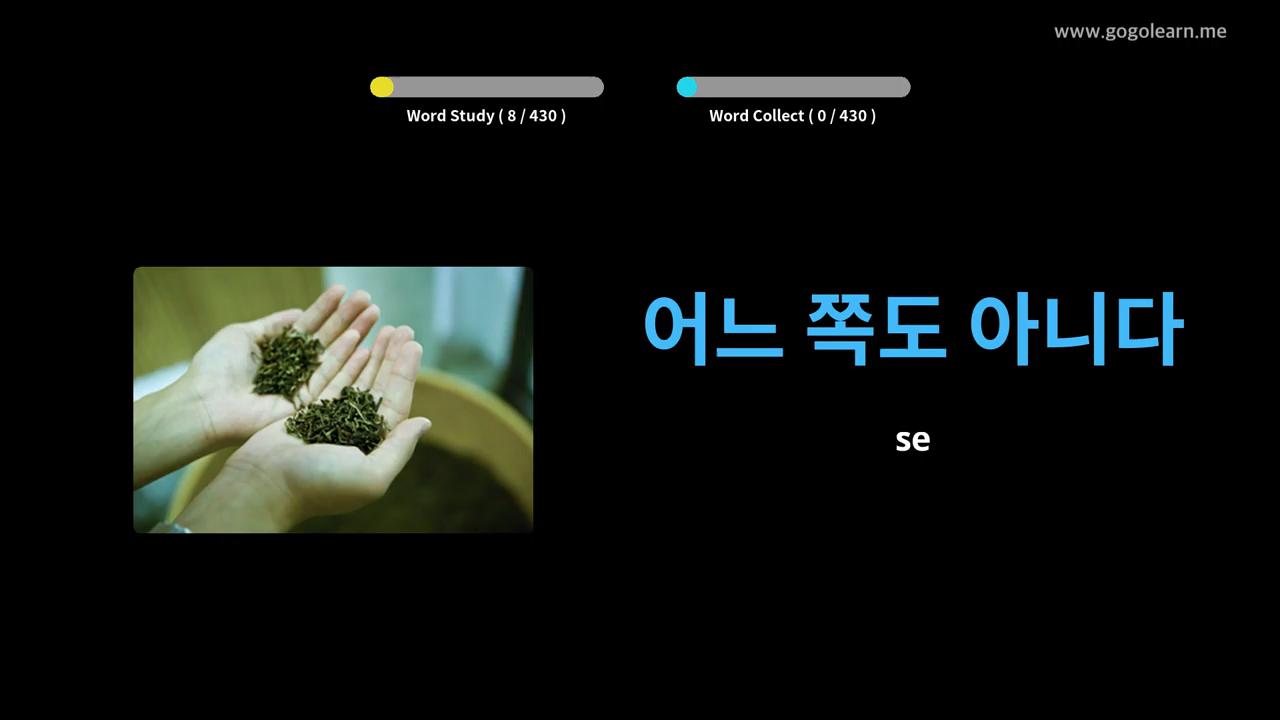 www.gogolearn.me
Word Study ( 8 / 430 )
Word Collect ( 0 / 430 )
어느 쪽도 아니다
se